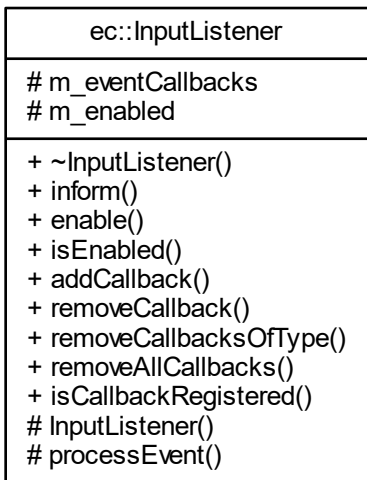 ec::InputListener
# m_eventCallbacks
# m_enabled
+ ~InputListener()
+ inform()
+ enable()
+ isEnabled()
+ addCallback()
+ removeCallback()
+ removeCallbacksOfType()
+ removeAllCallbacks()
+ isCallbackRegistered()
# InputListener()
# processEvent()